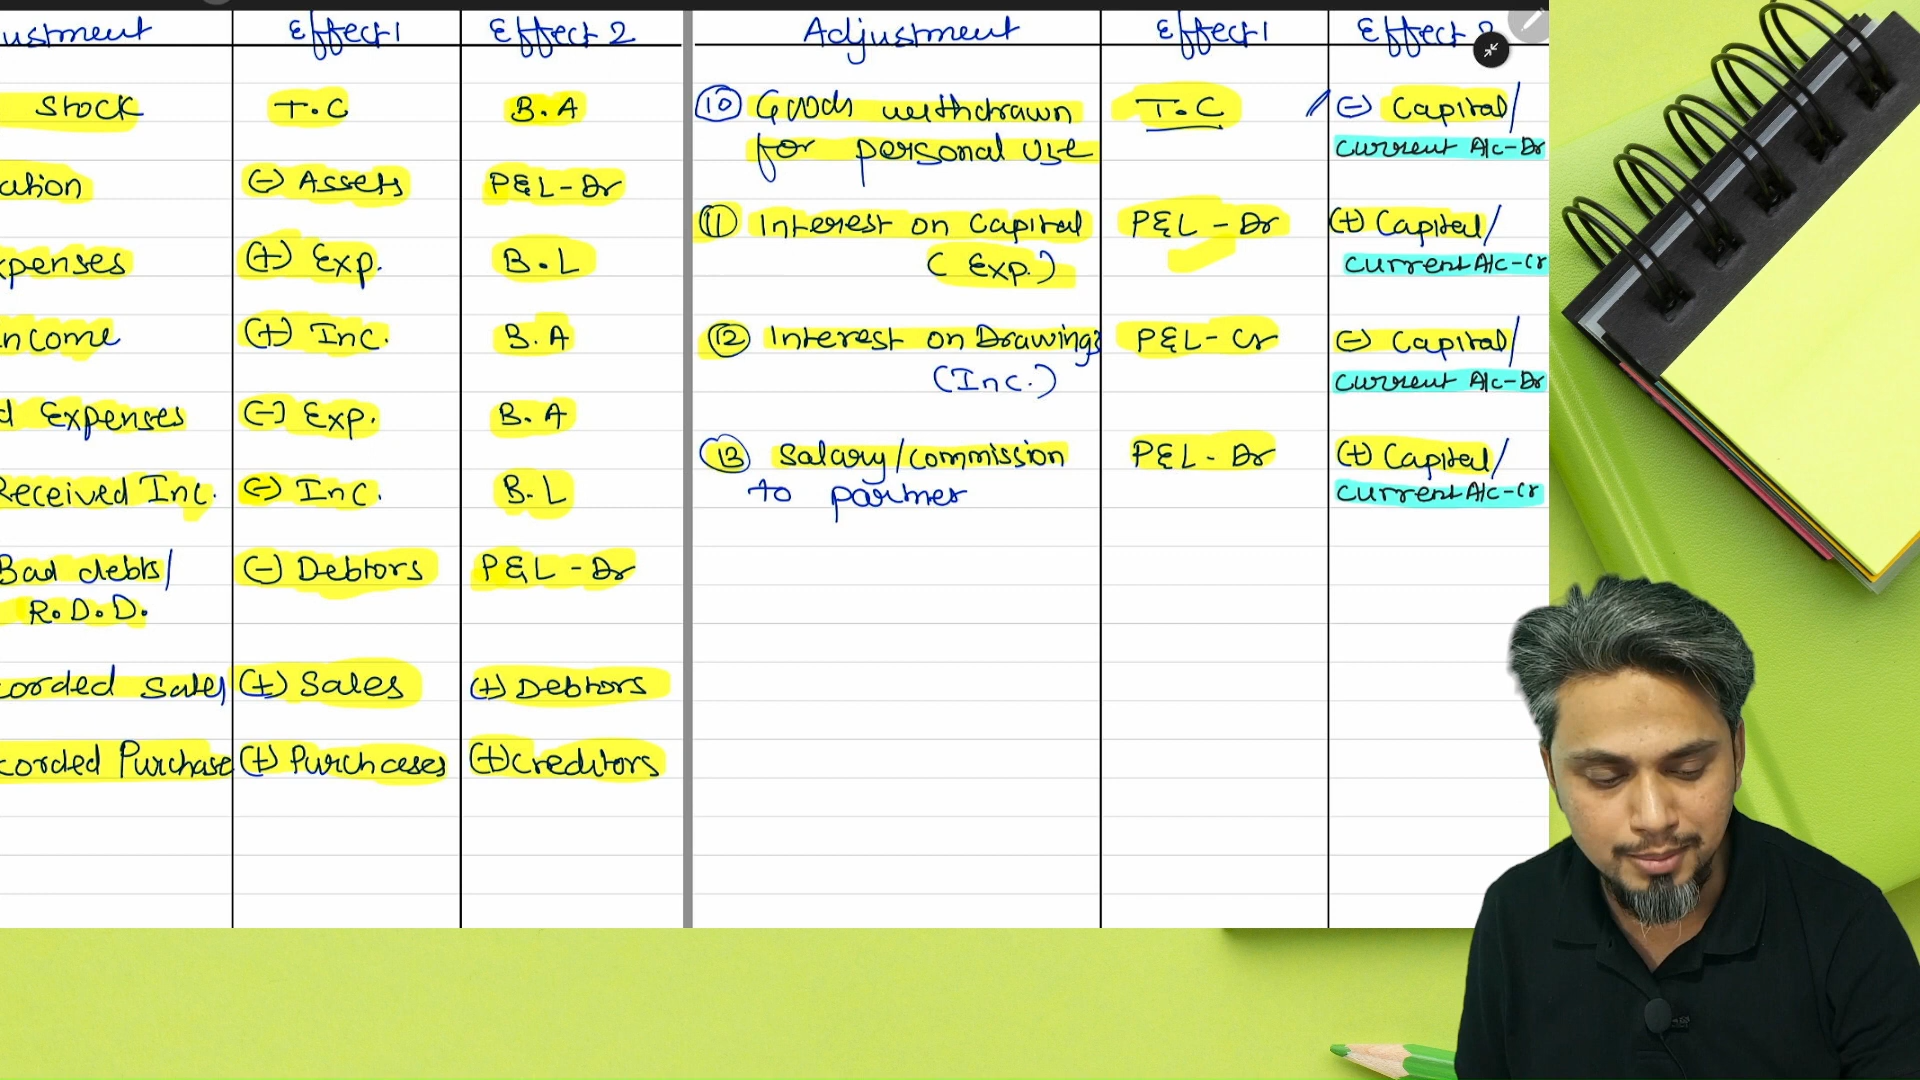 ustment Effect 1 Effect 2
Stock T.C B.A
ation (-) Assets P&L-Dr
xpenses (+) Exp. B.L
ncome (+) Inc. B.A
d Expenses (-) Exp. B.A
Received Inc. (-) Inc. B.L
Bad debts/ (-) Debtors P&L-Dr
R.D.D.
corded Sales (+) Sales (+) Debtors
corded Purchase (+) Purchases (+) creditors
Adjustment Effect 1 Effect 2
(10) Goods withdrawn T.C (-) Capital/
for personal use current A/c-Dr
(11) Interest on Capital P&L-Dr (+) Capital/
(Exp.) current A/c-Cr
(12) Interest on Drawings P&L-Cr (-) Capital/
(Inc.) current A/c-Dr
(13) Salary/commission P&L-Dr (+) Capital/
to partner current A/c-Cr